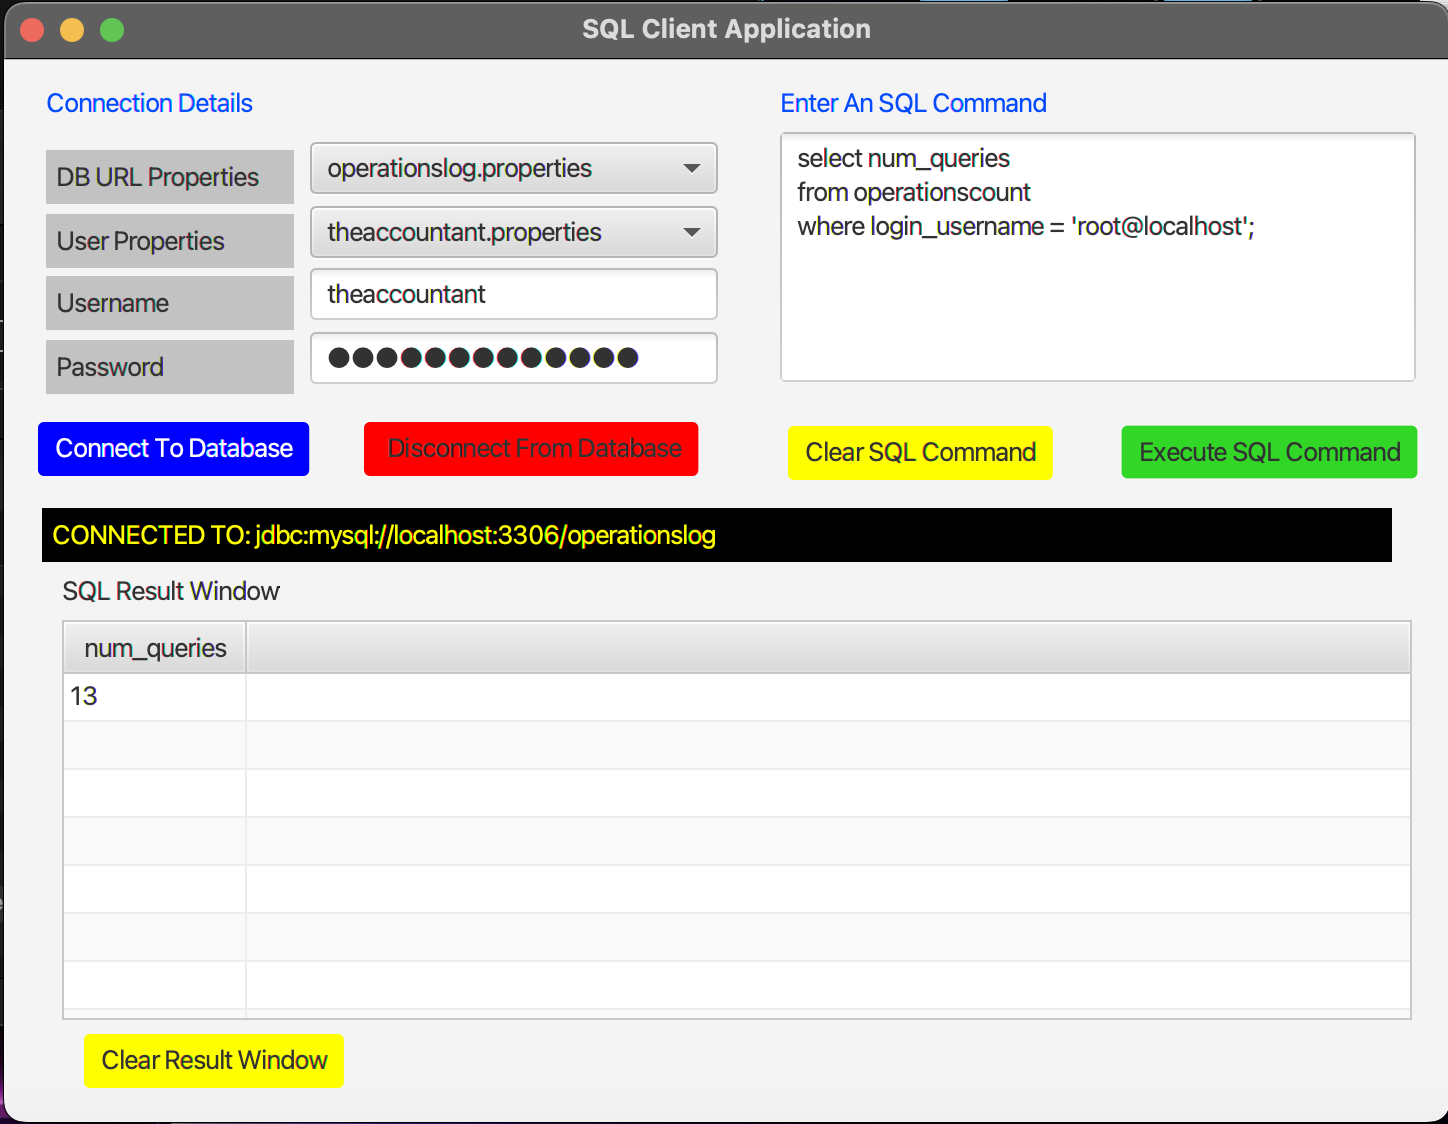 SQL Client Application
Connection Details
DB URL Properties
operationslog.properties
User Properties
theaccountant.properties
Username
theaccountant
Password
●●●●●●●●●●●●●
Connect To Database
Disconnect From Database
Enter An SQL Command
select num_queries
from operationscount
where login_username = 'root@localhost';
Clear SQL Command
Execute SQL Command
CONNECTED TO: jdbc:mysql://localhost:3306/operationslog
SQL Result Window
num_queries
13
Clear Result Window